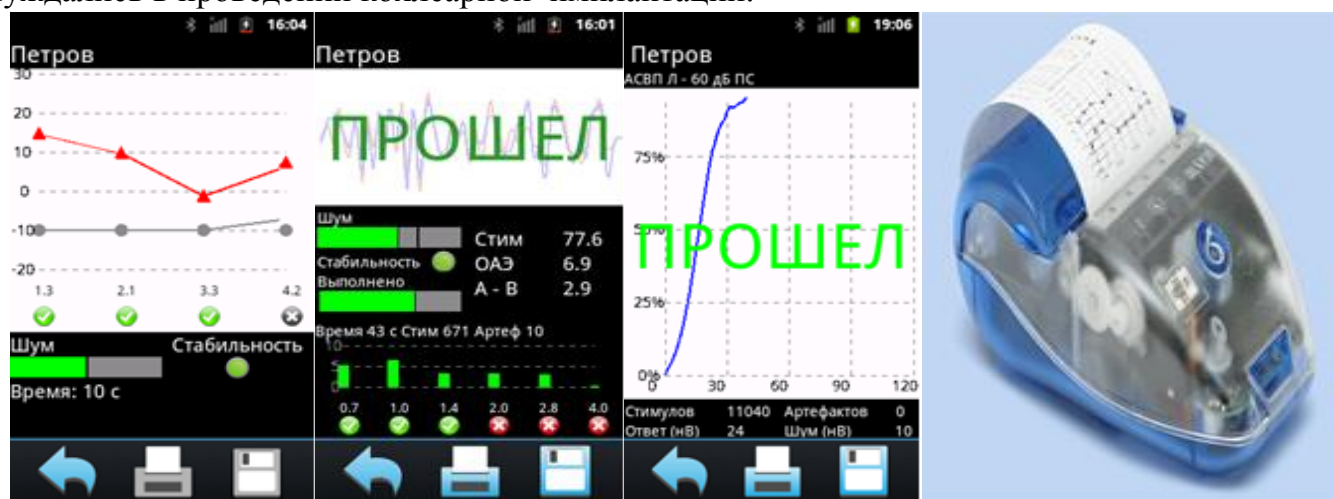 проведении кохлеарной имплантации.
16:04
Петров
30
20
10
0
-10
-20
1.3 2.1 3.3 4.2
Шум Стабильность
Время: 10 с
16:01
Петров
ПРОШЕЛ
Шум
Стим 77.6
Стабильность ОАЭ 6.9
Выполнено А - В 2.9
Время 43 с Стим 671 Артеф 10
10
0.7 1.0 1.4 2.0 2.8 4.0
19:06
Петров
АСВП Л - 60 дБ ПС
75%
50%
ПРОШЕЛ
25%
0%
0 30 60 90 120
Стимулов 11040 Артефактов 0
Ответ (нВ) 24 Шум (нВ) 10